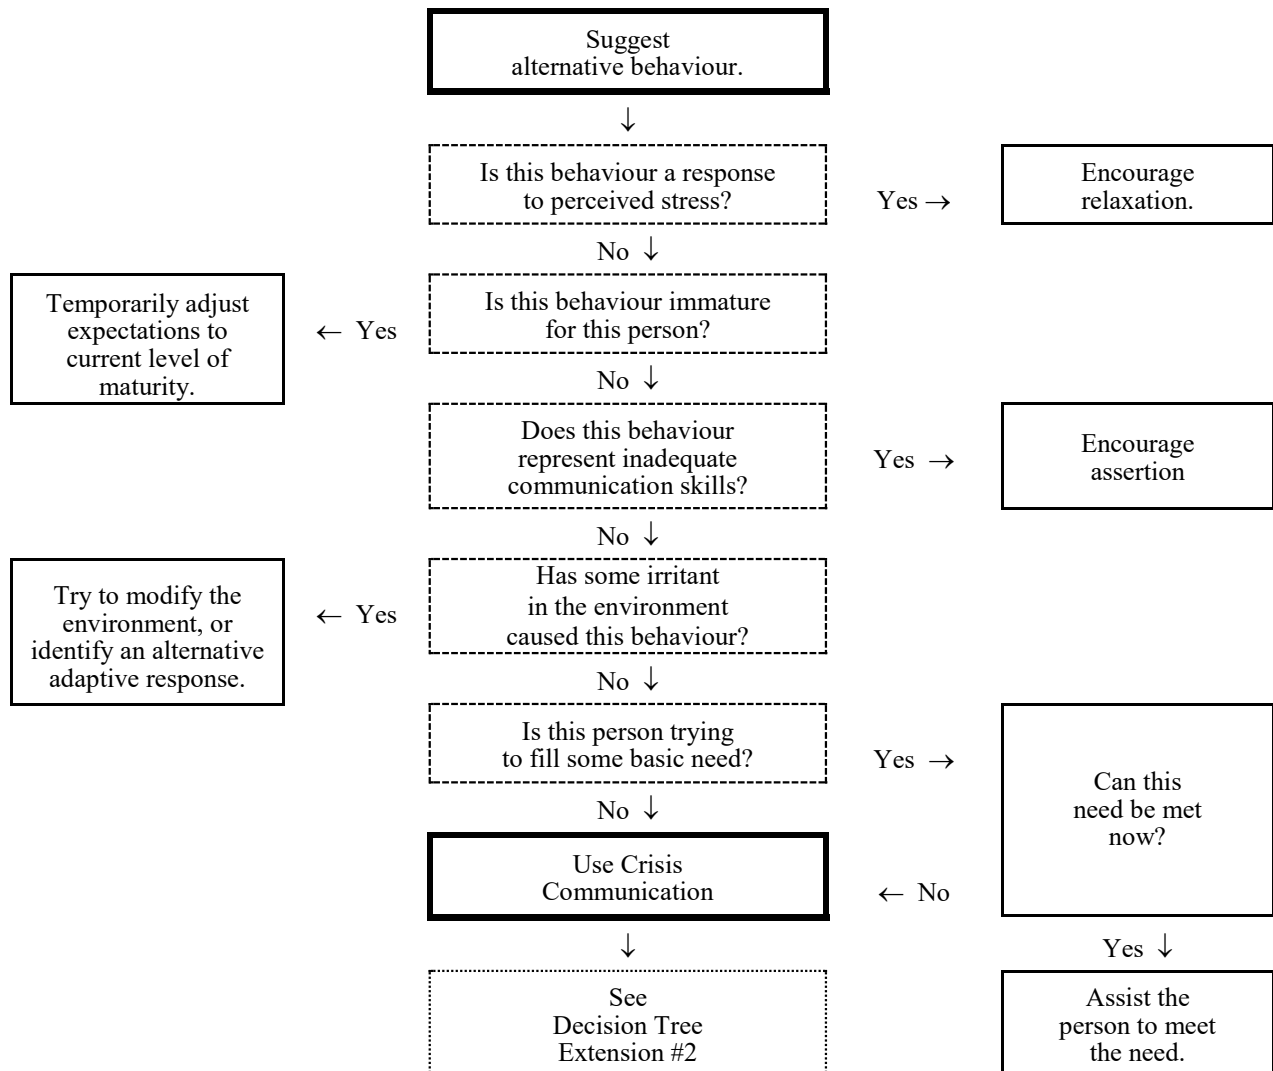 Suggest
alternative behaviour.
↓
Is this behaviour a response
to perceived stress?
Yes →
Encourage
relaxation.
No ↓
Temporarily adjust
expectations to
current level of
maturity.
← Yes
Is this behaviour immature
for this person?
No ↓
Does this behaviour
represent inadequate
communication skills?
Yes →
Encourage
assertion
No ↓
Try to modify the
environment, or
identify an alternative
adaptive response.
← Yes
Has some irritant
in the environment
caused this behaviour?
No ↓
Is this person trying
to fill some basic need?
Yes →
Can this
need be met
now?
No ↓
Use Crisis
Communication
← No
↓
Yes ↓
See
Decision Tree
Extension #2
Assist the
person to meet
the need.